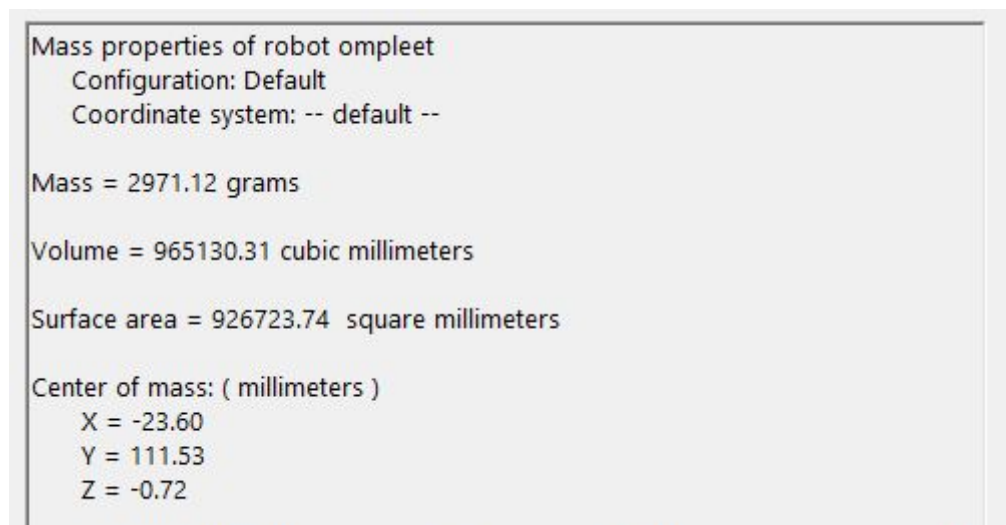 Mass properties of robot ompleet
Configuration: Default
Coordinate system: -- default --
Mass = 2971.12 grams
Volume = 965130.31 cubic millimeters
Surface area = 926723.74  square millimeters
Center of mass: ( millimeters )
X = -23.60
Y = 111.53
Z = -0.72